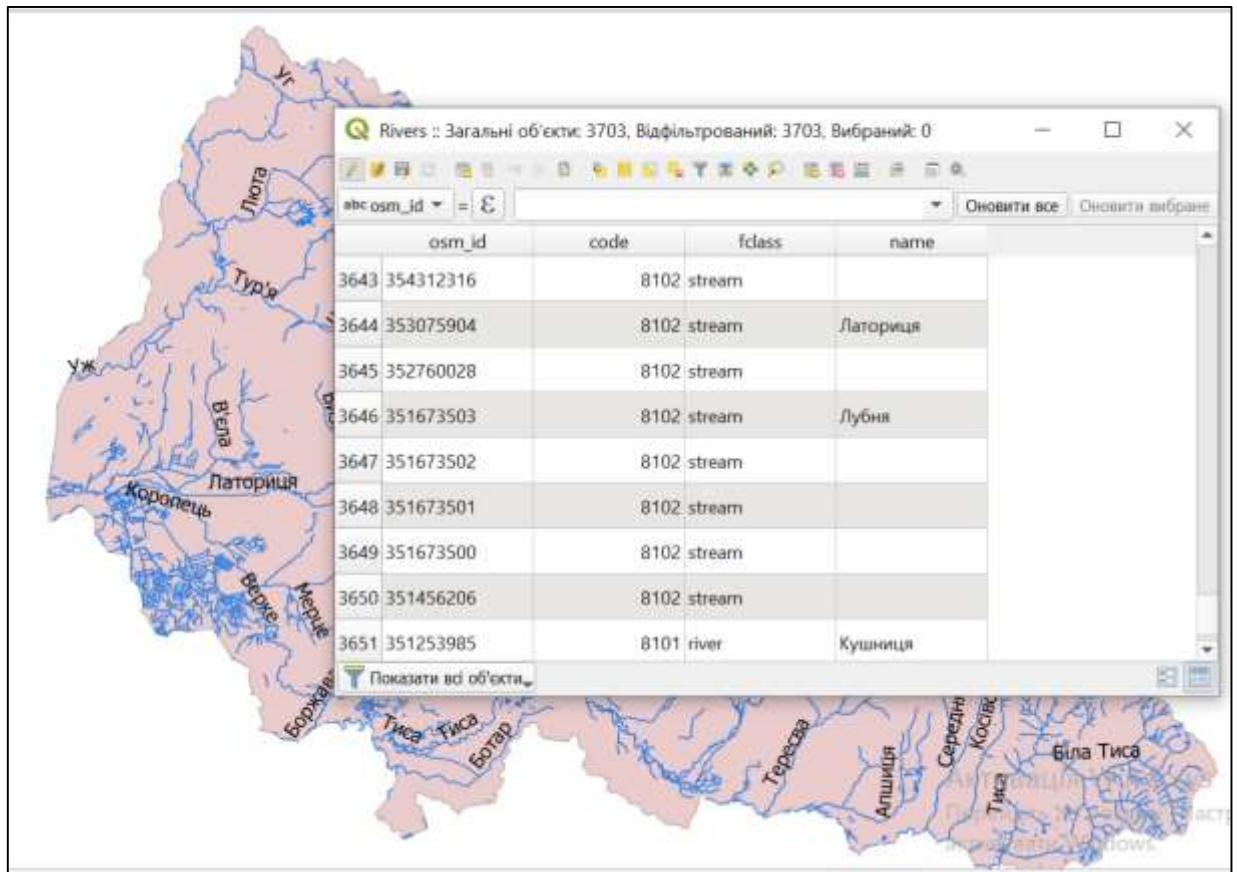 Уг
Rivers :: Загальні об'єкти: 3703, Відфільтрований: 3703, Вибраний: 0
Люта
abc osm_id = ε Оновити все Оновити вибране
osm_id code fclass name
3643 354312316 8102 stream
Тур'я
3644 353075904 8102 stream Латориця
Уж
3645 352760028 8102 stream
3646 351673503 8102 stream Лубня
В'єла
3647 351673502 8102 stream
Латориця
Коропець
3648 351673501 8102 stream
3649 351673500 8102 stream
Верке
Мерце
3650 351456206 8102 stream
3651 351253985 8101 river Кушниця
Показати всі об'єкти
Боржава
Тиса Тиса
Ботар
Тересва
Апшиця
Середн
Косівс
Біла Тиса
Тиса